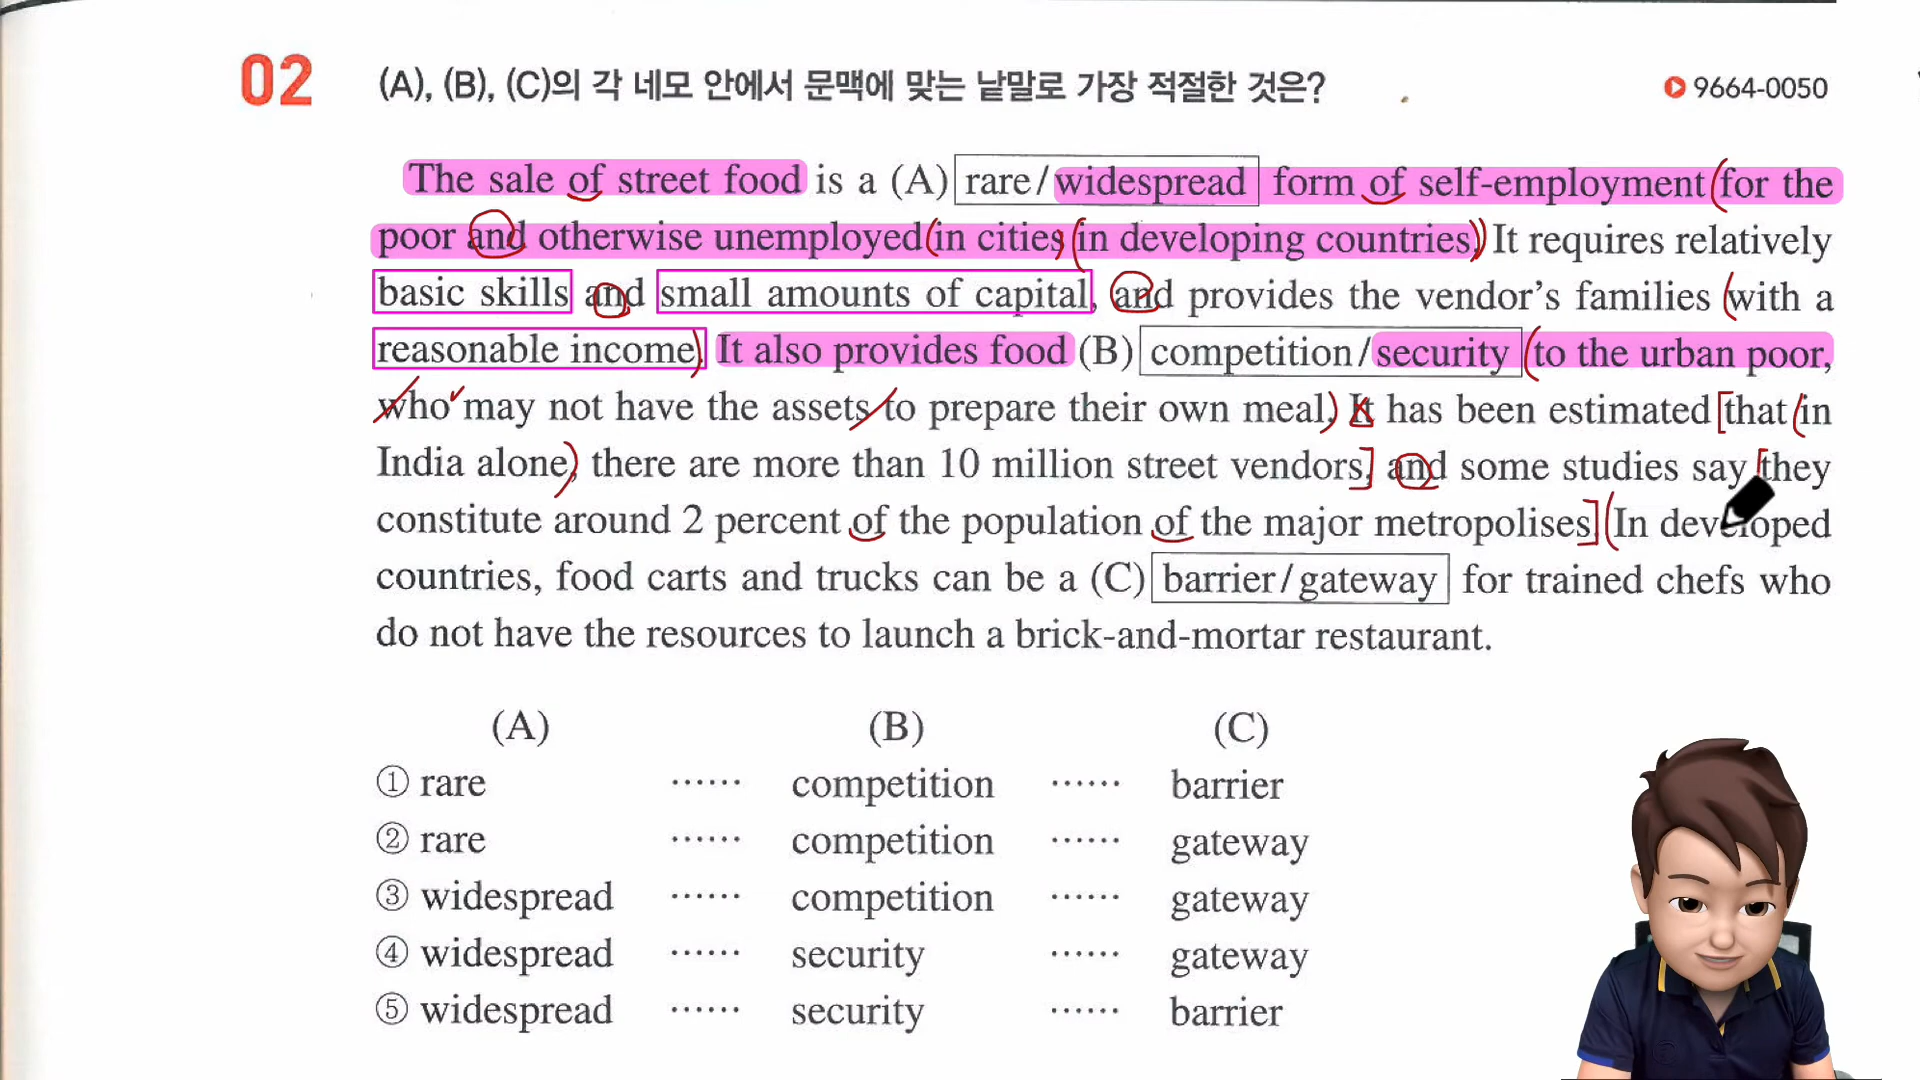 02 (A), (B), (C)의 각 네모 안에서 문맥에 맞는 낱말로 가장 적절한 것은? 9664-0050
The sale of street food is a (A) rare / widespread form of self-employment for the
poor and otherwise unemployed in cities in developing countries. It requires relatively
basic skills and small amounts of capital, and provides the vendor's families with a
reasonable income. It also provides food (B) competition / security to the urban poor,
who may not have the assets to prepare their own meal. It has been estimated that in
India alone, there are more than 10 million street vendors, and some studies say they
constitute around 2 percent of the population of the major metropolises. In developed
countries, food carts and trucks can be a (C) barrier / gateway for trained chefs who
do not have the resources to launch a brick-and-mortar restaurant.
(A) (B) (C)
① rare …… competition …… barrier
② rare …… competition …… gateway
③ widespread …… competition …… gateway
④ widespread …… security …… gateway
⑤ widespread …… security …… barrier